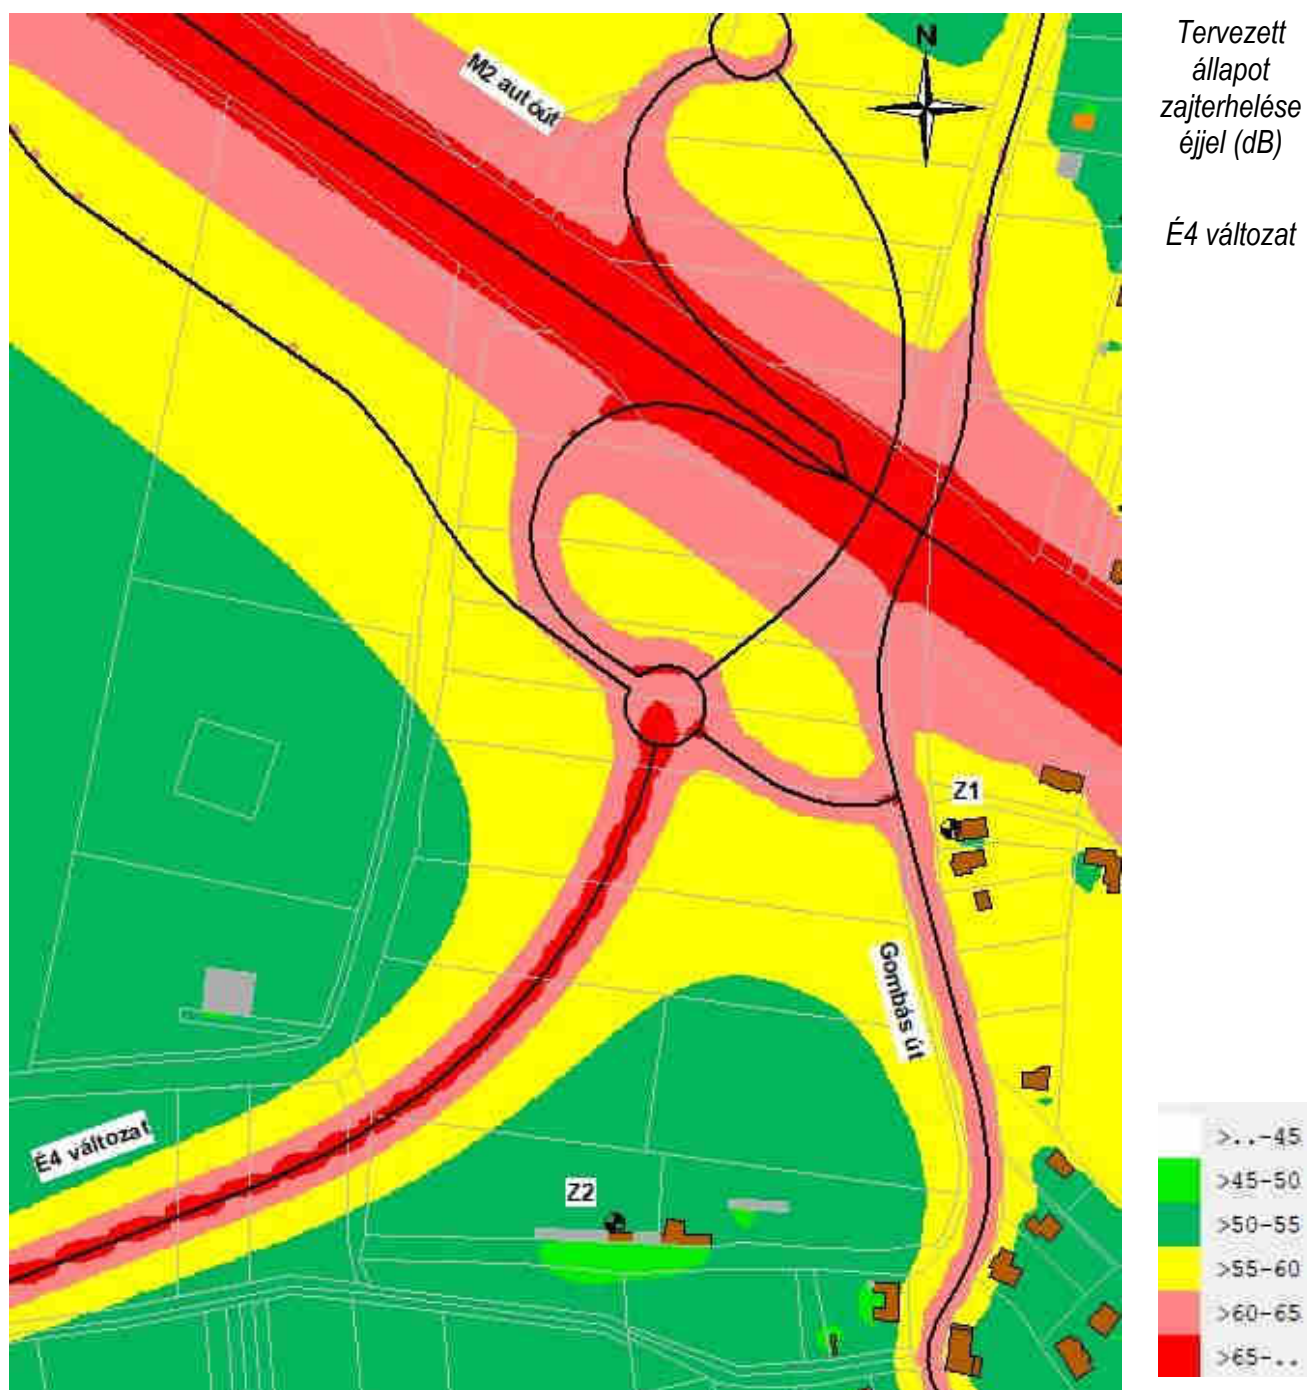 Tervezett
állapot
zajterhelése
éjjel (dB)
É4 változat
N
M2 autóút
Z1
Gombás út
É4 változat
Z2
>..-45
>45-50
>50-55
>55-60
>60-65
>65-..